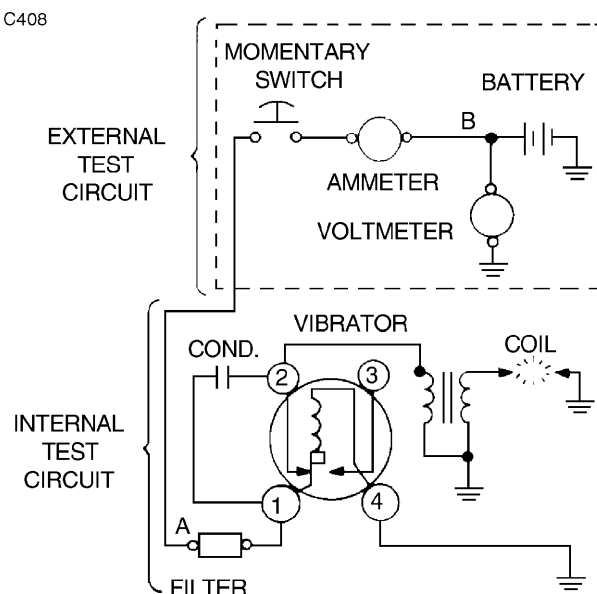 C408
MOMENTARY
SWITCH
BATTERY
B
EXTERNAL
TEST
CIRCUIT
AMMETER
VOLTMETER
VIBRATOR
COND.
COIL
2
3
INTERNAL
TEST
CIRCUIT
1
4
A
FILTER